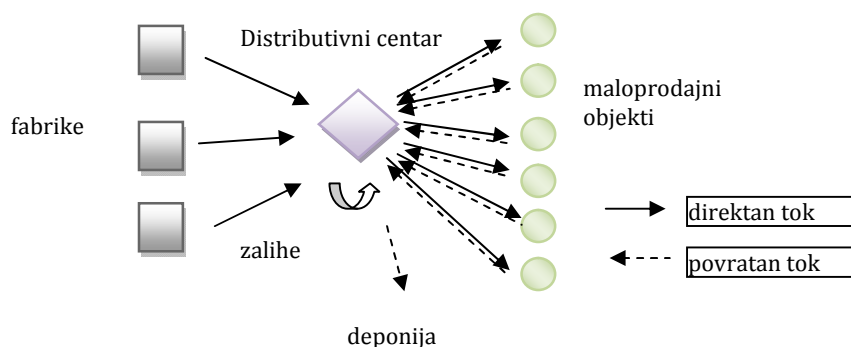 Distributivni centar
fabrike
maloprodajni
objekti
zalihe
direktan tok
povratan tok
deponija